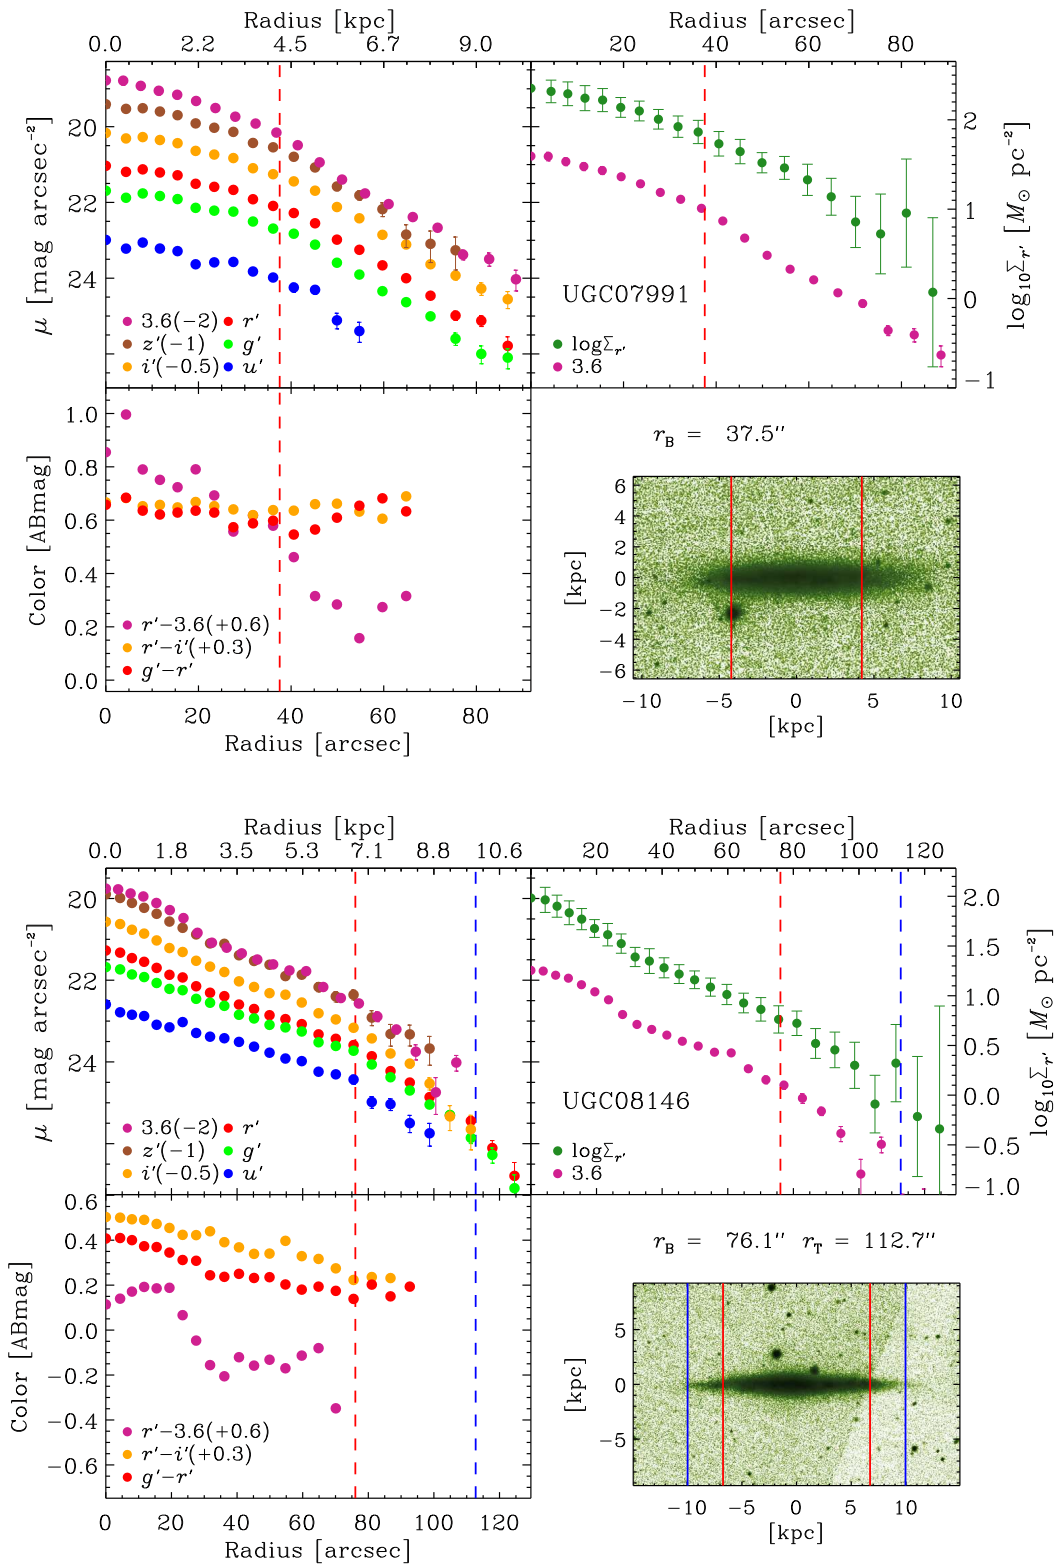 Radius [kpc] Radius [arcsec]
0.0 2.2 4.5 6.7 9.0 20 40 60 80
μ [mag arcsec⁻²]
20
22
24
3.6(−2) r′
z′(−1) g′
i′(−0.5) u′
UGC07991
logΣr′
3.6
2
1
0
−1
log₁₀Σr′ [M⊙ pc⁻²]
Color [ABmag]
1.0
0.8
0.6
0.4
0.2
0.0
r′−3.6(+0.6)
r′−i′(+0.3)
g′−r′
0 20 40 60 80
Radius [arcsec]
rB = 37.5″
[kpc]
6
4
2
0
−2
−4
−6
−10 −5 0 5 10
[kpc]
Radius [kpc] Radius [arcsec]
0.0 1.8 3.5 5.3 7.1 8.8 10.6 20 40 60 80 100 120
μ [mag arcsec⁻²]
20
22
24
3.6(−2) r′
z′(−1) g′
i′(−0.5) u′
UGC08146
logΣr′
3.6
2.0
1.5
1.0
0.5
0.0
−0.5
−1.0
log₁₀Σr′ [M⊙ pc⁻²]
Color [ABmag]
0.6
0.4
0.2
0.0
−0.2
−0.4
−0.6
r′−3.6(+0.6)
r′−i′(+0.3)
g′−r′
0 20 40 60 80 100 120
Radius [arcsec]
rB = 76.1″ rT = 112.7″
[kpc]
5
0
−5
−10 −5 0 5 10
[kpc]